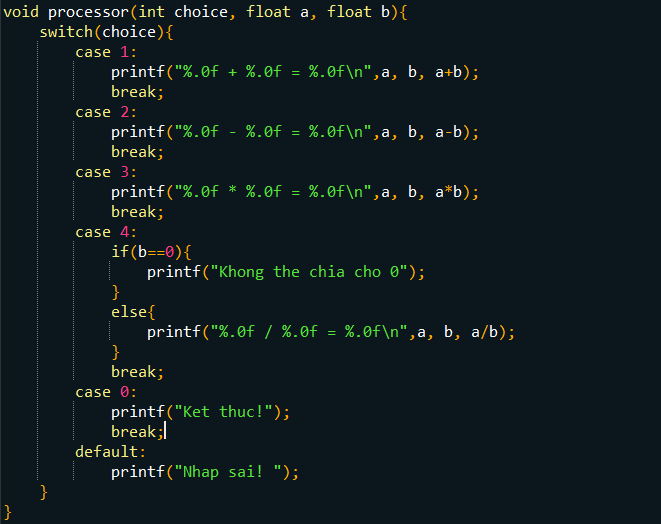 void processor(int choice, float a, float b){
    switch(choice){
        case 1:
            printf("%.0f + %.0f = %.0f\n",a, b, a+b);
            break;
        case 2:
            printf("%.0f - %.0f = %.0f\n",a, b, a-b);
            break;
        case 3:
            printf("%.0f * %.0f = %.0f\n",a, b, a*b);
            break;
        case 4:
            if(b==0){
                printf("Khong the chia cho 0");
            }
            else{
                printf("%.0f / %.0f = %.0f\n",a, b, a/b);
            }
            break;
        case 0:
            printf("Ket thuc!");
            break;
        default:
            printf("Nhap sai! ");
    }
}